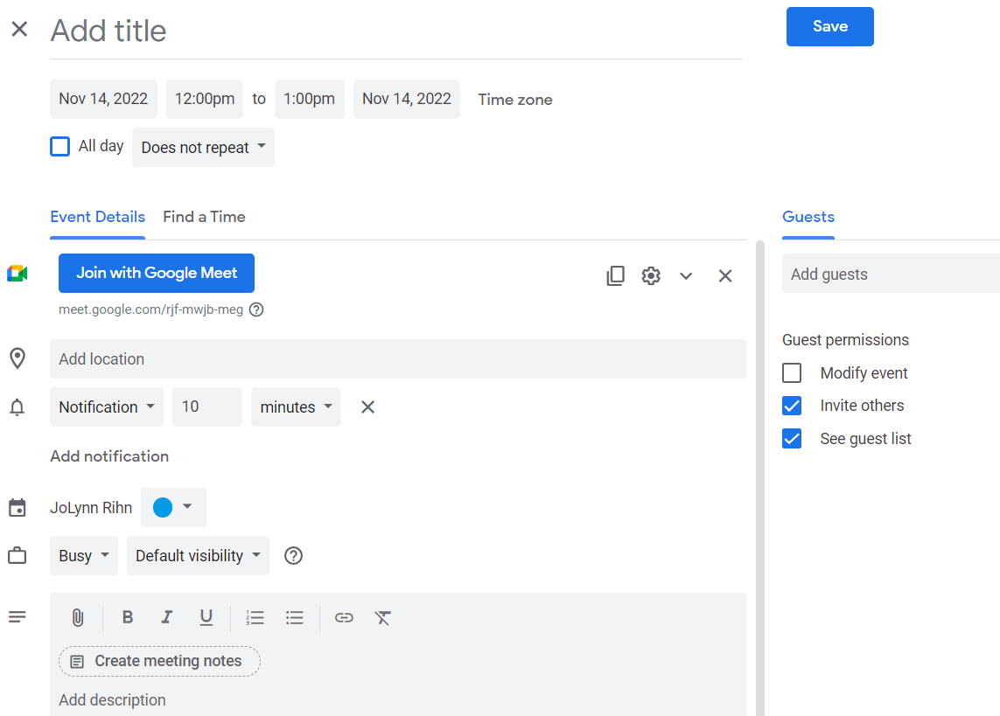 Add title
Save
Nov 14, 2022 12:00pm to 1:00pm Nov 14, 2022 Time zone
All day Does not repeat
Event Details Find a Time
Guests
Join with Google Meet
meet.google.com/rjf-mwjb-meg
Add guests
Add location
Guest permissions
Modify event
Notification 10 minutes
Invite others
See guest list
Add notification
JoLynn Rihn
Busy Default visibility
B I U
Create meeting notes
Add description